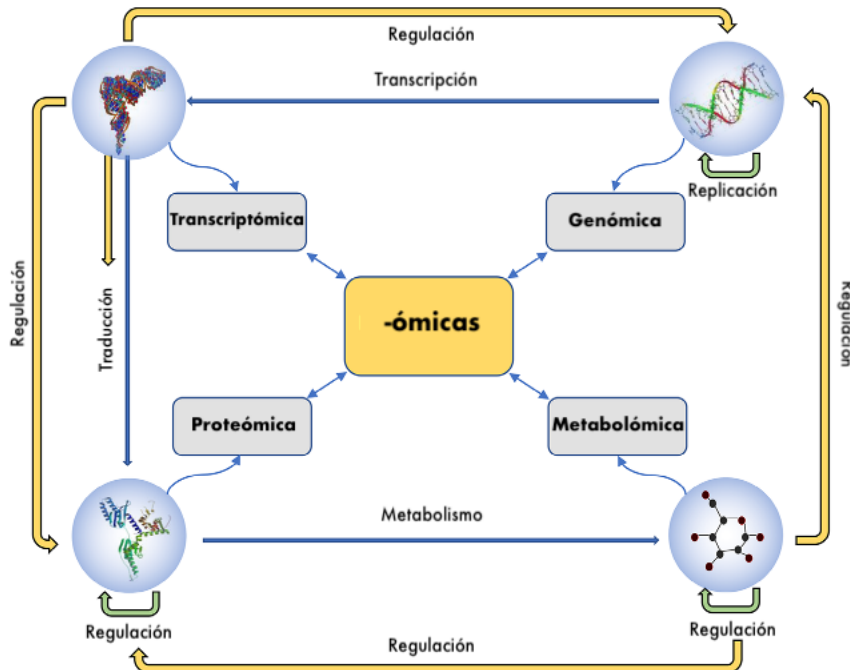 Regulación
Transcripción
Replicación
Transcriptómica
Genómica
Regulación
Traducción
-ómicas
Regulación
Proteómica
Metabolómica
Metabolismo
Regulación
Regulación
Regulación